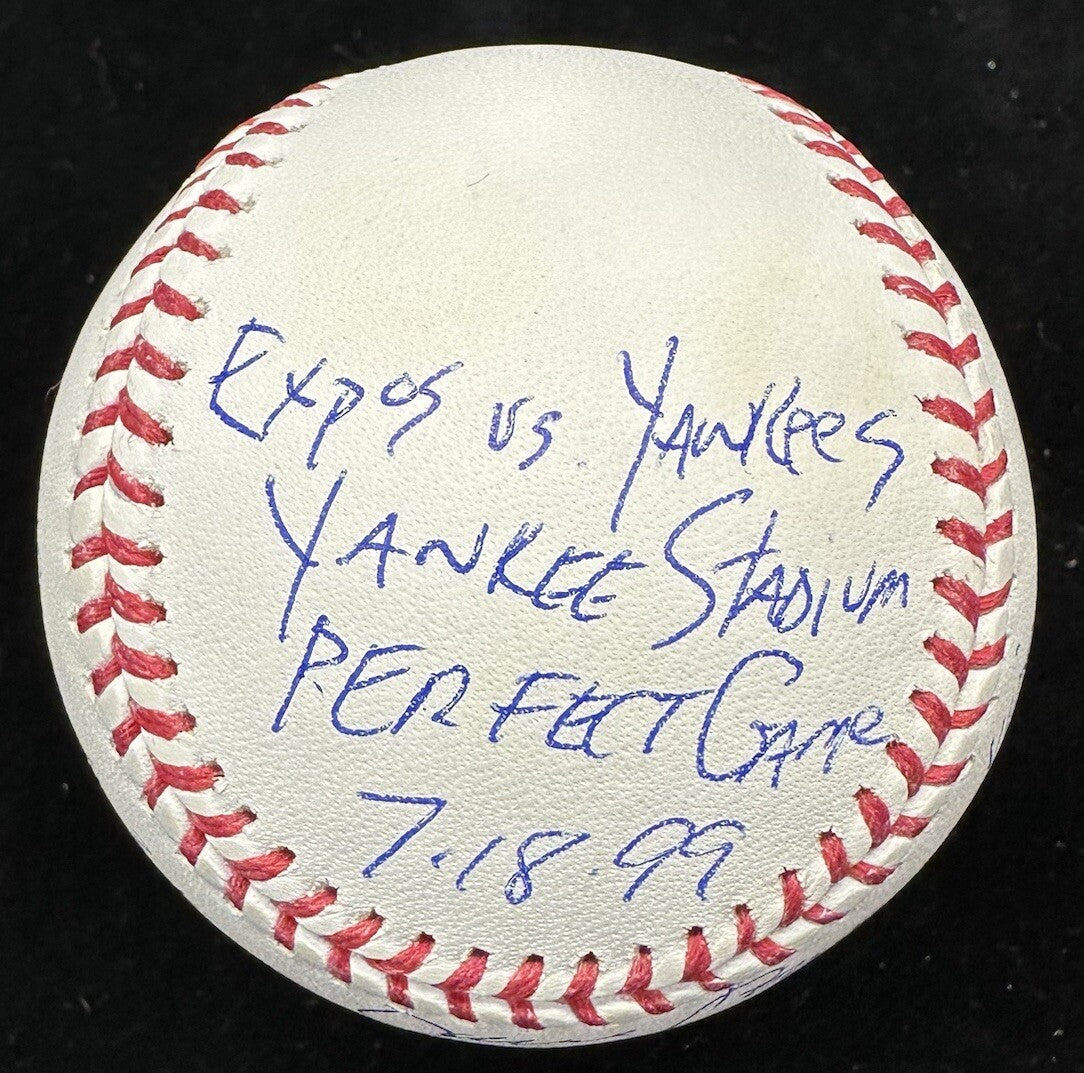 Expos vs Yankees
YANKEE STADIUM
PERFECT GAME
7.18.99